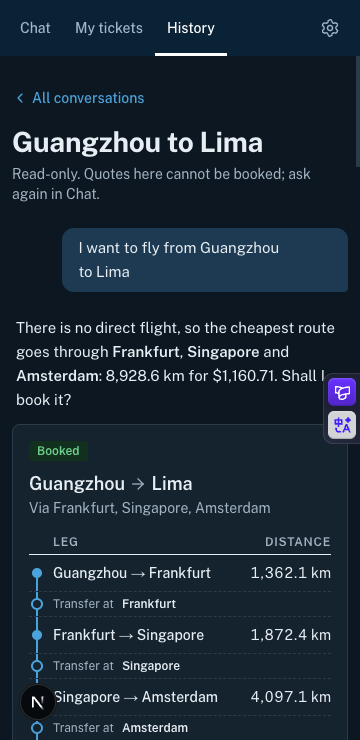 Chat My tickets History
All conversations
Guangzhou to Lima
Read-only. Quotes here cannot be booked; ask
again in Chat.
I want to fly from Guangzhou
to Lima
There is no direct flight, so the cheapest route
goes through Frankfurt, Singapore and
Amsterdam: 8,928.6 km for $1,160.71. Shall I
book it?
Booked
Guangzhou → Lima
Via Frankfurt, Singapore, Amsterdam
LEG DISTANCE
Guangzhou → Frankfurt 1,362.1 km
Transfer at Frankfurt
Frankfurt → Singapore 1,872.4 km
Transfer at Singapore
Singapore → Amsterdam 4,097.1 km
Transfer at Amsterdam